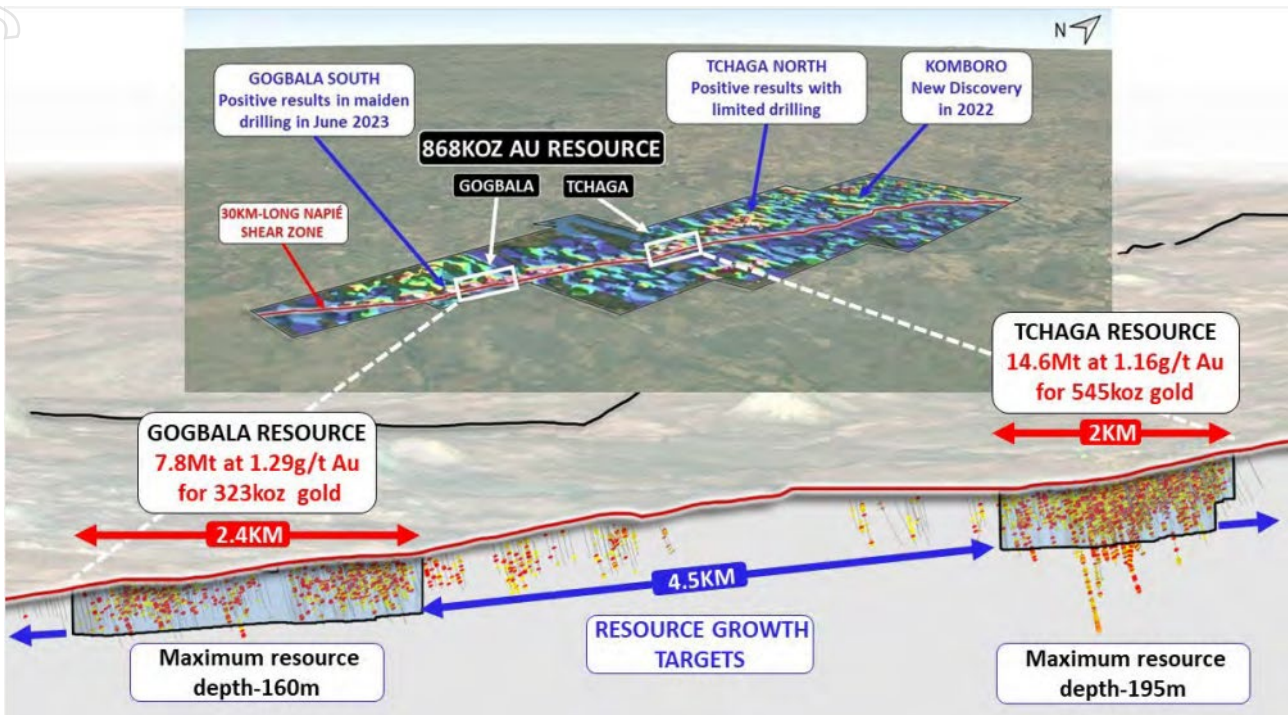 N
GOGBALA SOUTH
Positive results in maiden
drilling in June 2023
TCHAGA NORTH
Positive results with
limited drilling
KOMBORO
New Discovery
in 2022
868KOZ AU RESOURCE
GOGBALA
TCHAGA
30KM-LONG NAPIÉ
SHEAR ZONE
TCHAGA RESOURCE
14.6Mt at 1.16g/t Au
for 545koz gold
2KM
GOGBALA RESOURCE
7.8Mt at 1.29g/t Au
for 323koz gold
2.4KM
4.5KM
RESOURCE GROWTH
TARGETS
Maximum resource
depth-160m
Maximum resource
depth-195m